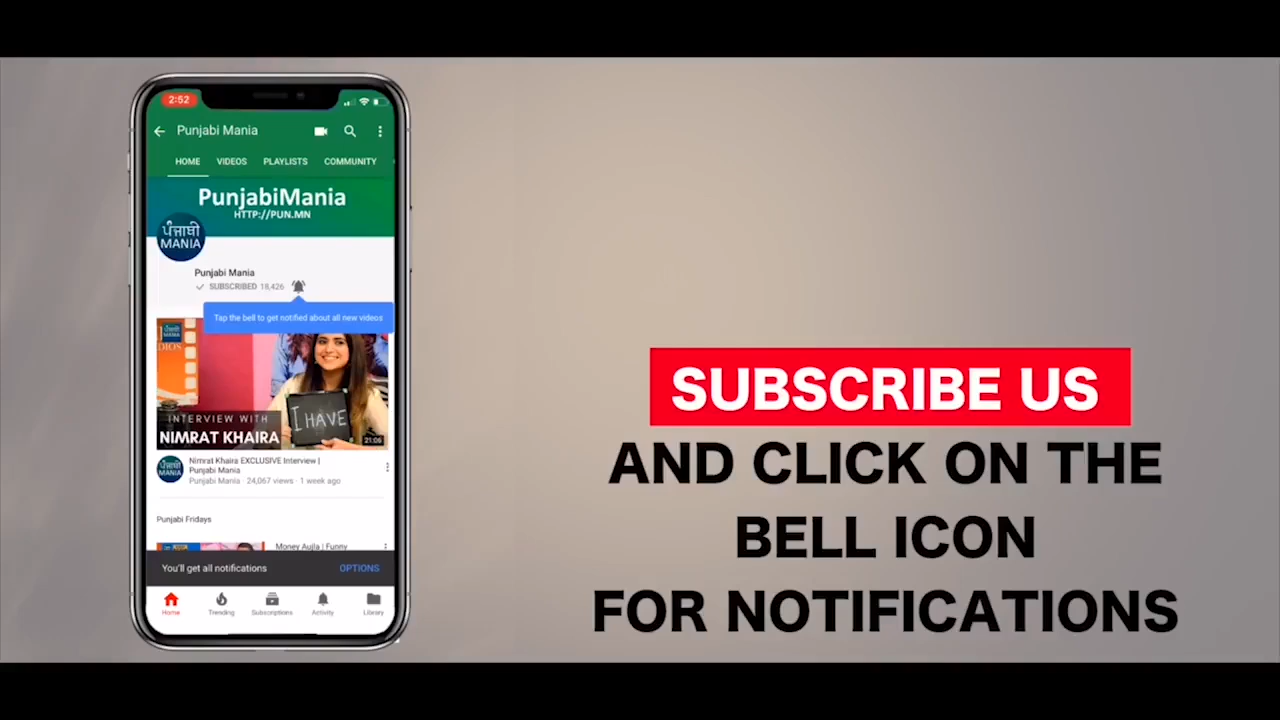 2:52
Punjabi Mania
HOME VIDEOS PLAYLISTS COMMUNITY
PunjabiMania
HTTP://PUN.MN
ਪੰਜਾਬੀ
MANIA
Punjabi Mania
SUBSCRIBED 18,426
Tap the bell to get notified about all new videos
I HAVE
INTERVIEW WITH
NIMRAT KHAIRA
21:06
Nimrat Khaira EXCLUSIVE Interview |
Punjabi Mania
Punjabi Mania · 24,067 views · 1 week ago
Punjabi Fridays
Money Aujla | Funny
You'll get all notifications OPTIONS
Home Trending Subscriptions Activity Library
SUBSCRIBE US
AND CLICK ON THE
BELL ICON
FOR NOTIFICATIONS